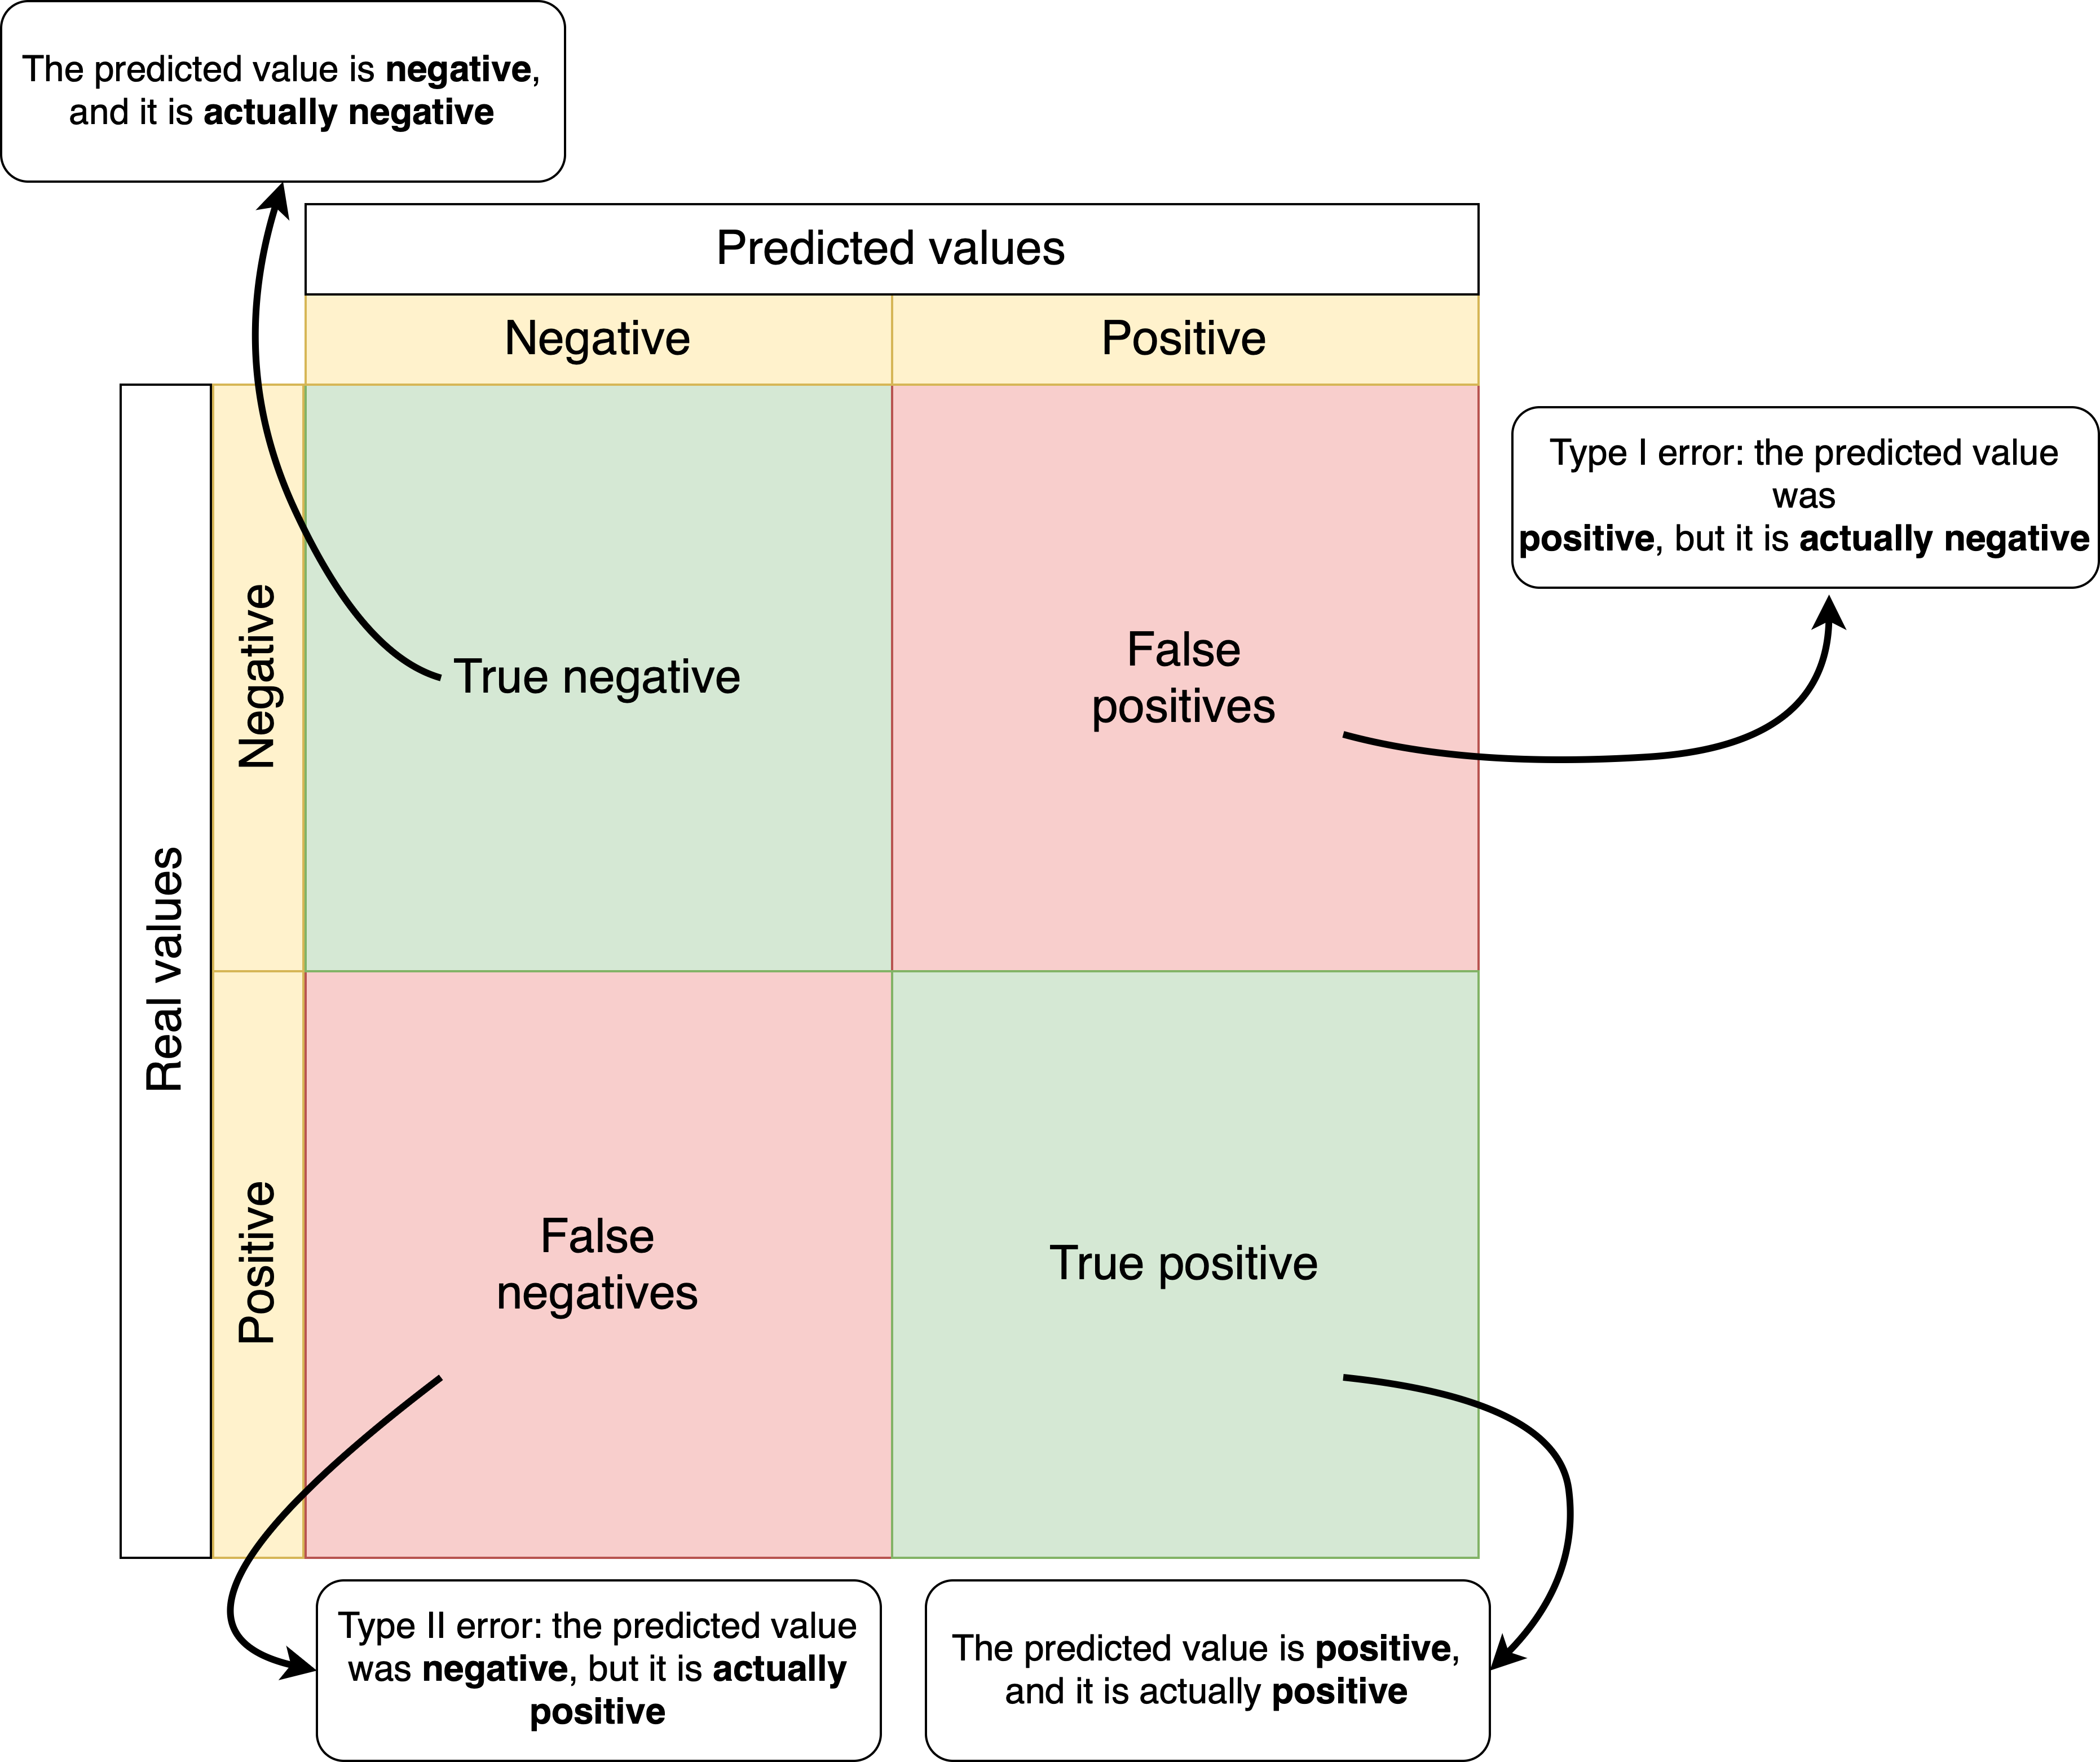 The predicted value is negative,
and it is actually negative
Predicted values
Negative
Positive
Type I error: the predicted value
was
positive, but it is actually negative
Real values
Negative
True negative
False
positives
Positive
False
negatives
True positive
Type II error: the predicted value
was negative, but it is actually
positive
The predicted value is positive,
and it is actually positive